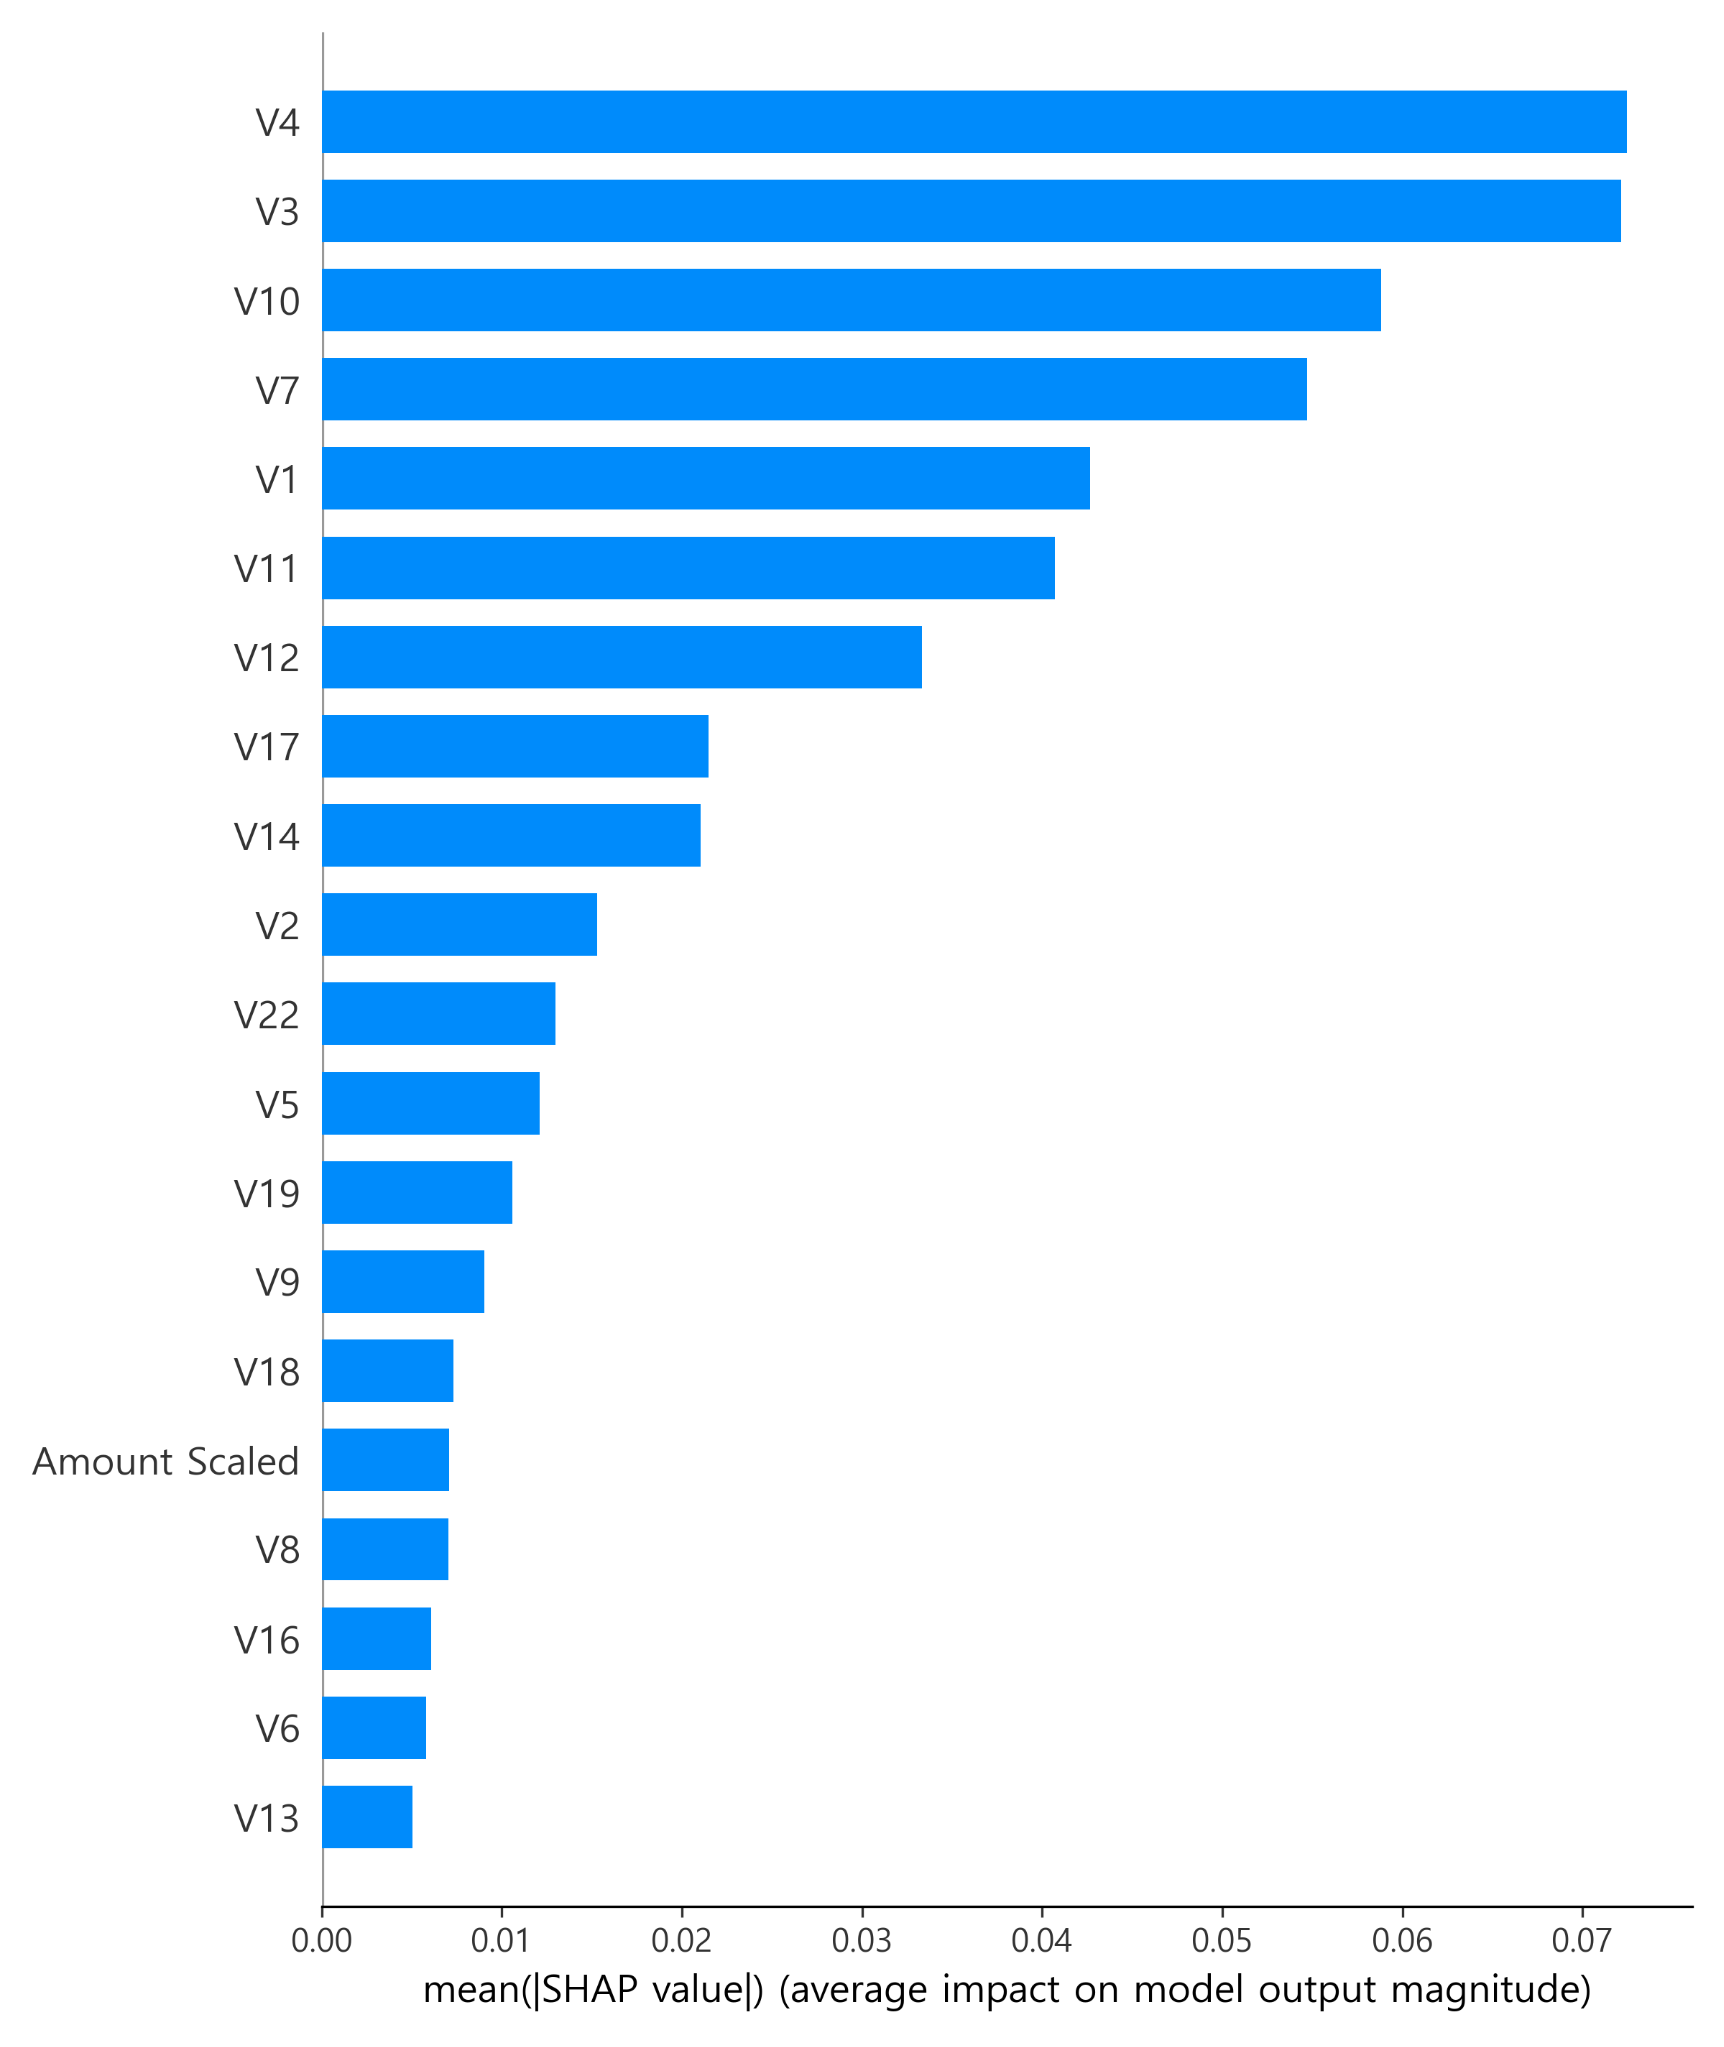 V4
V3
V10
V7
V1
V11
V12
V17
V14
V2
V22
V5
V19
V9
V18
Amount Scaled
V8
V16
V6
V13
0.00 0.01 0.02 0.03 0.04 0.05 0.06 0.07
mean(|SHAP value|) (average impact on model output magnitude)